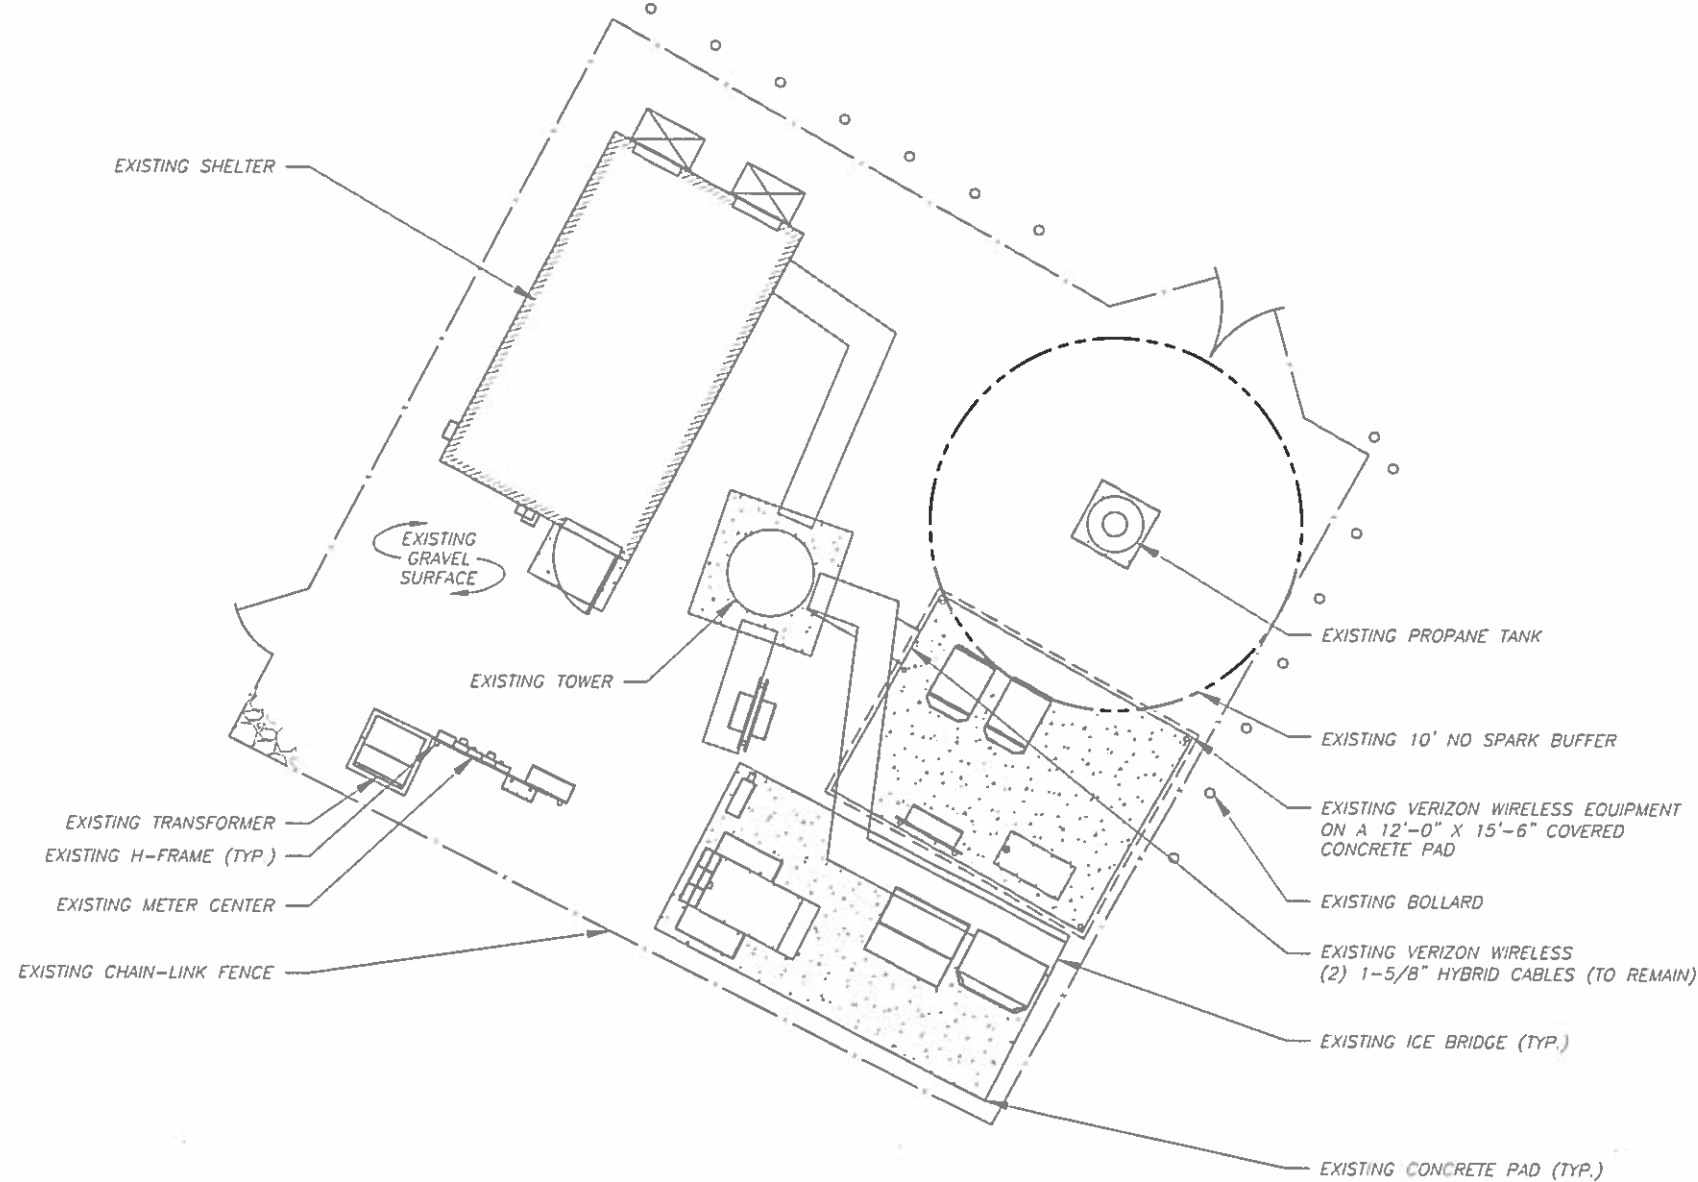 EXISTING SHELTER
EXISTING
GRAVEL
SURFACE
EXISTING TOWER
EXISTING TRANSFORMER
EXISTING H-FRAME (TYP.)
EXISTING METER CENTER
EXISTING CHAIN-LINK FENCE
EXISTING PROPANE TANK
EXISTING 10' NO SPARK BUFFER
EXISTING VERIZON WIRELESS EQUIPMENT
ON A 12'-0" X 15'-6" COVERED
CONCRETE PAD
EXISTING BOLLARD
EXISTING VERIZON WIRELESS
(2) 1-5/8" HYBRID CABLES (TO REMAIN)
EXISTING ICE BRIDGE (TYP.)
EXISTING CONCRETE PAD (TYP.)